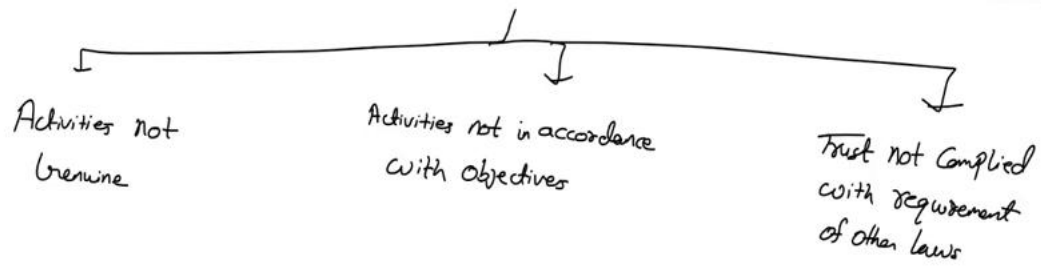 Activities not
Genuine
Activities not in accordance
with objectives
Trust not Complied
with requirement
of other laws